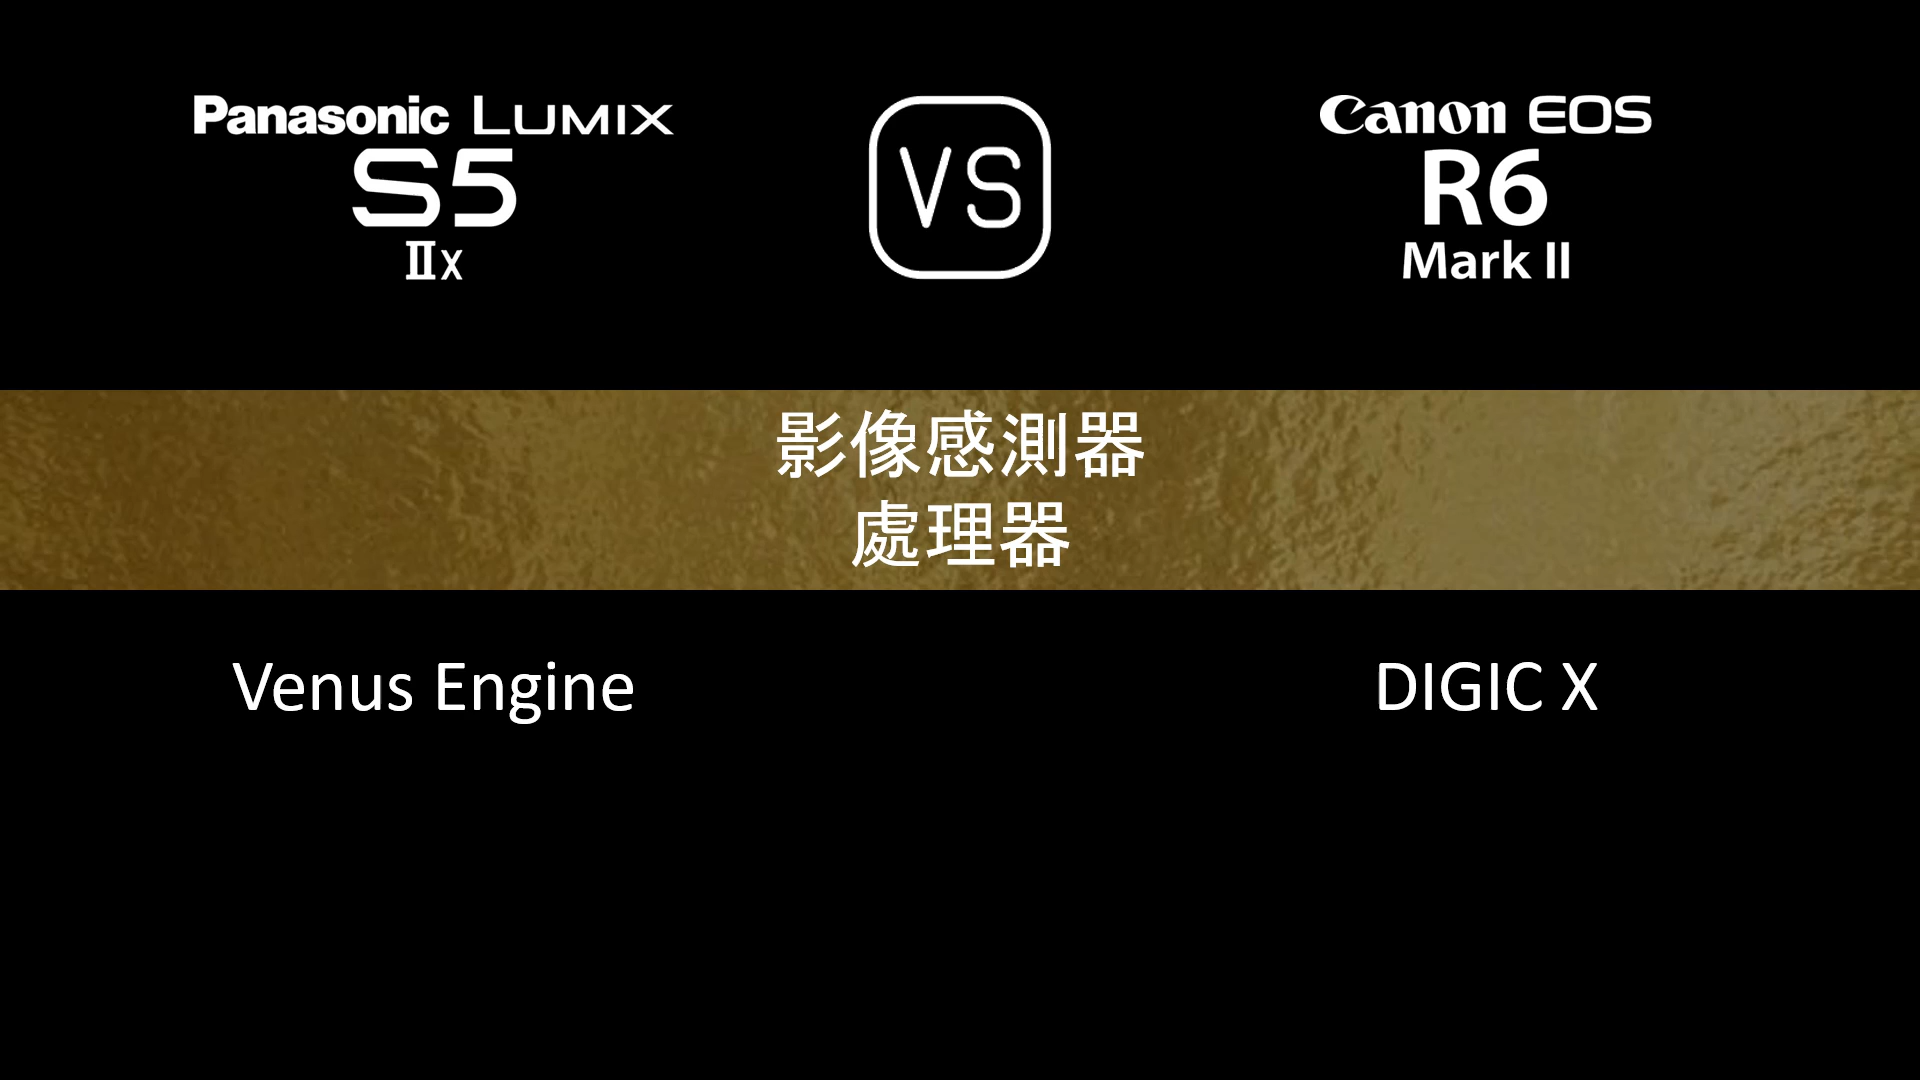 Panasonic LUMIX
S5
IIX
VS
Canon EOS
R6
Mark II
影像感測器
處理器
Venus Engine
DIGIC X